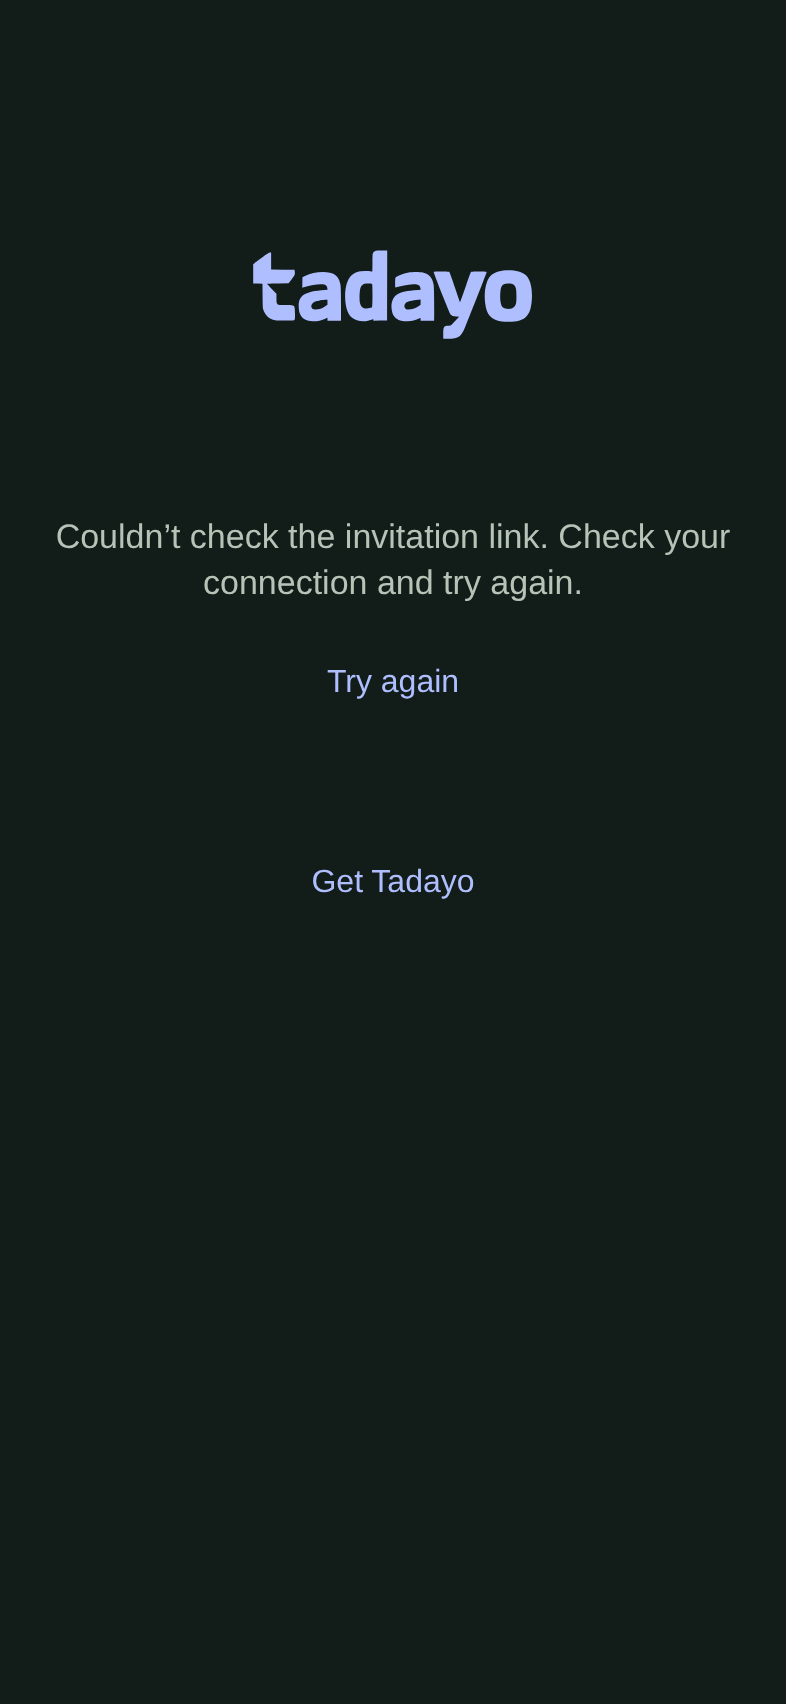 tadayo
Couldn’t check the invitation link. Check your
connection and try again.
Try again
Get Tadayo